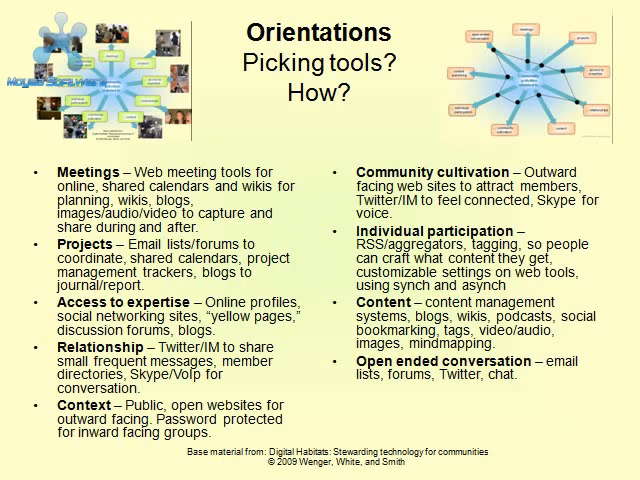 Orientations
Picking tools?
How?
• Meetings – Web meeting tools for
online, shared calendars and wikis for
planning, wikis, blogs,
images/audio/video to capture and
share during and after.
• Projects – Email lists/forums to
coordinate, shared calendars, project
management trackers, blogs to
journal/report.
• Access to expertise – Online profiles,
social networking sites, “yellow pages,”
discussion forums, blogs.
• Relationship – Twitter/IM to share
small frequent messages, member
directories, Skype/VoIp for
conversation.
• Context – Public, open websites for
outward facing. Password protected
for inward facing groups.
• Community cultivation – Outward
facing web sites to attract members,
Twitter/IM to feel connected, Skype for
voice.
• Individual participation –
RSS/aggregators, tagging, so people
can craft what content they get,
customizable settings on web tools,
using synch and asynch
• Content – content management
systems, blogs, wikis, podcasts, social
bookmarking, tags, video/audio,
images, mindmapping.
• Open ended conversation – email
lists, forums, Twitter, chat.
Base material from: Digital Habitats: Stewarding technology for communities
© 2009 Wenger, White, and Smith